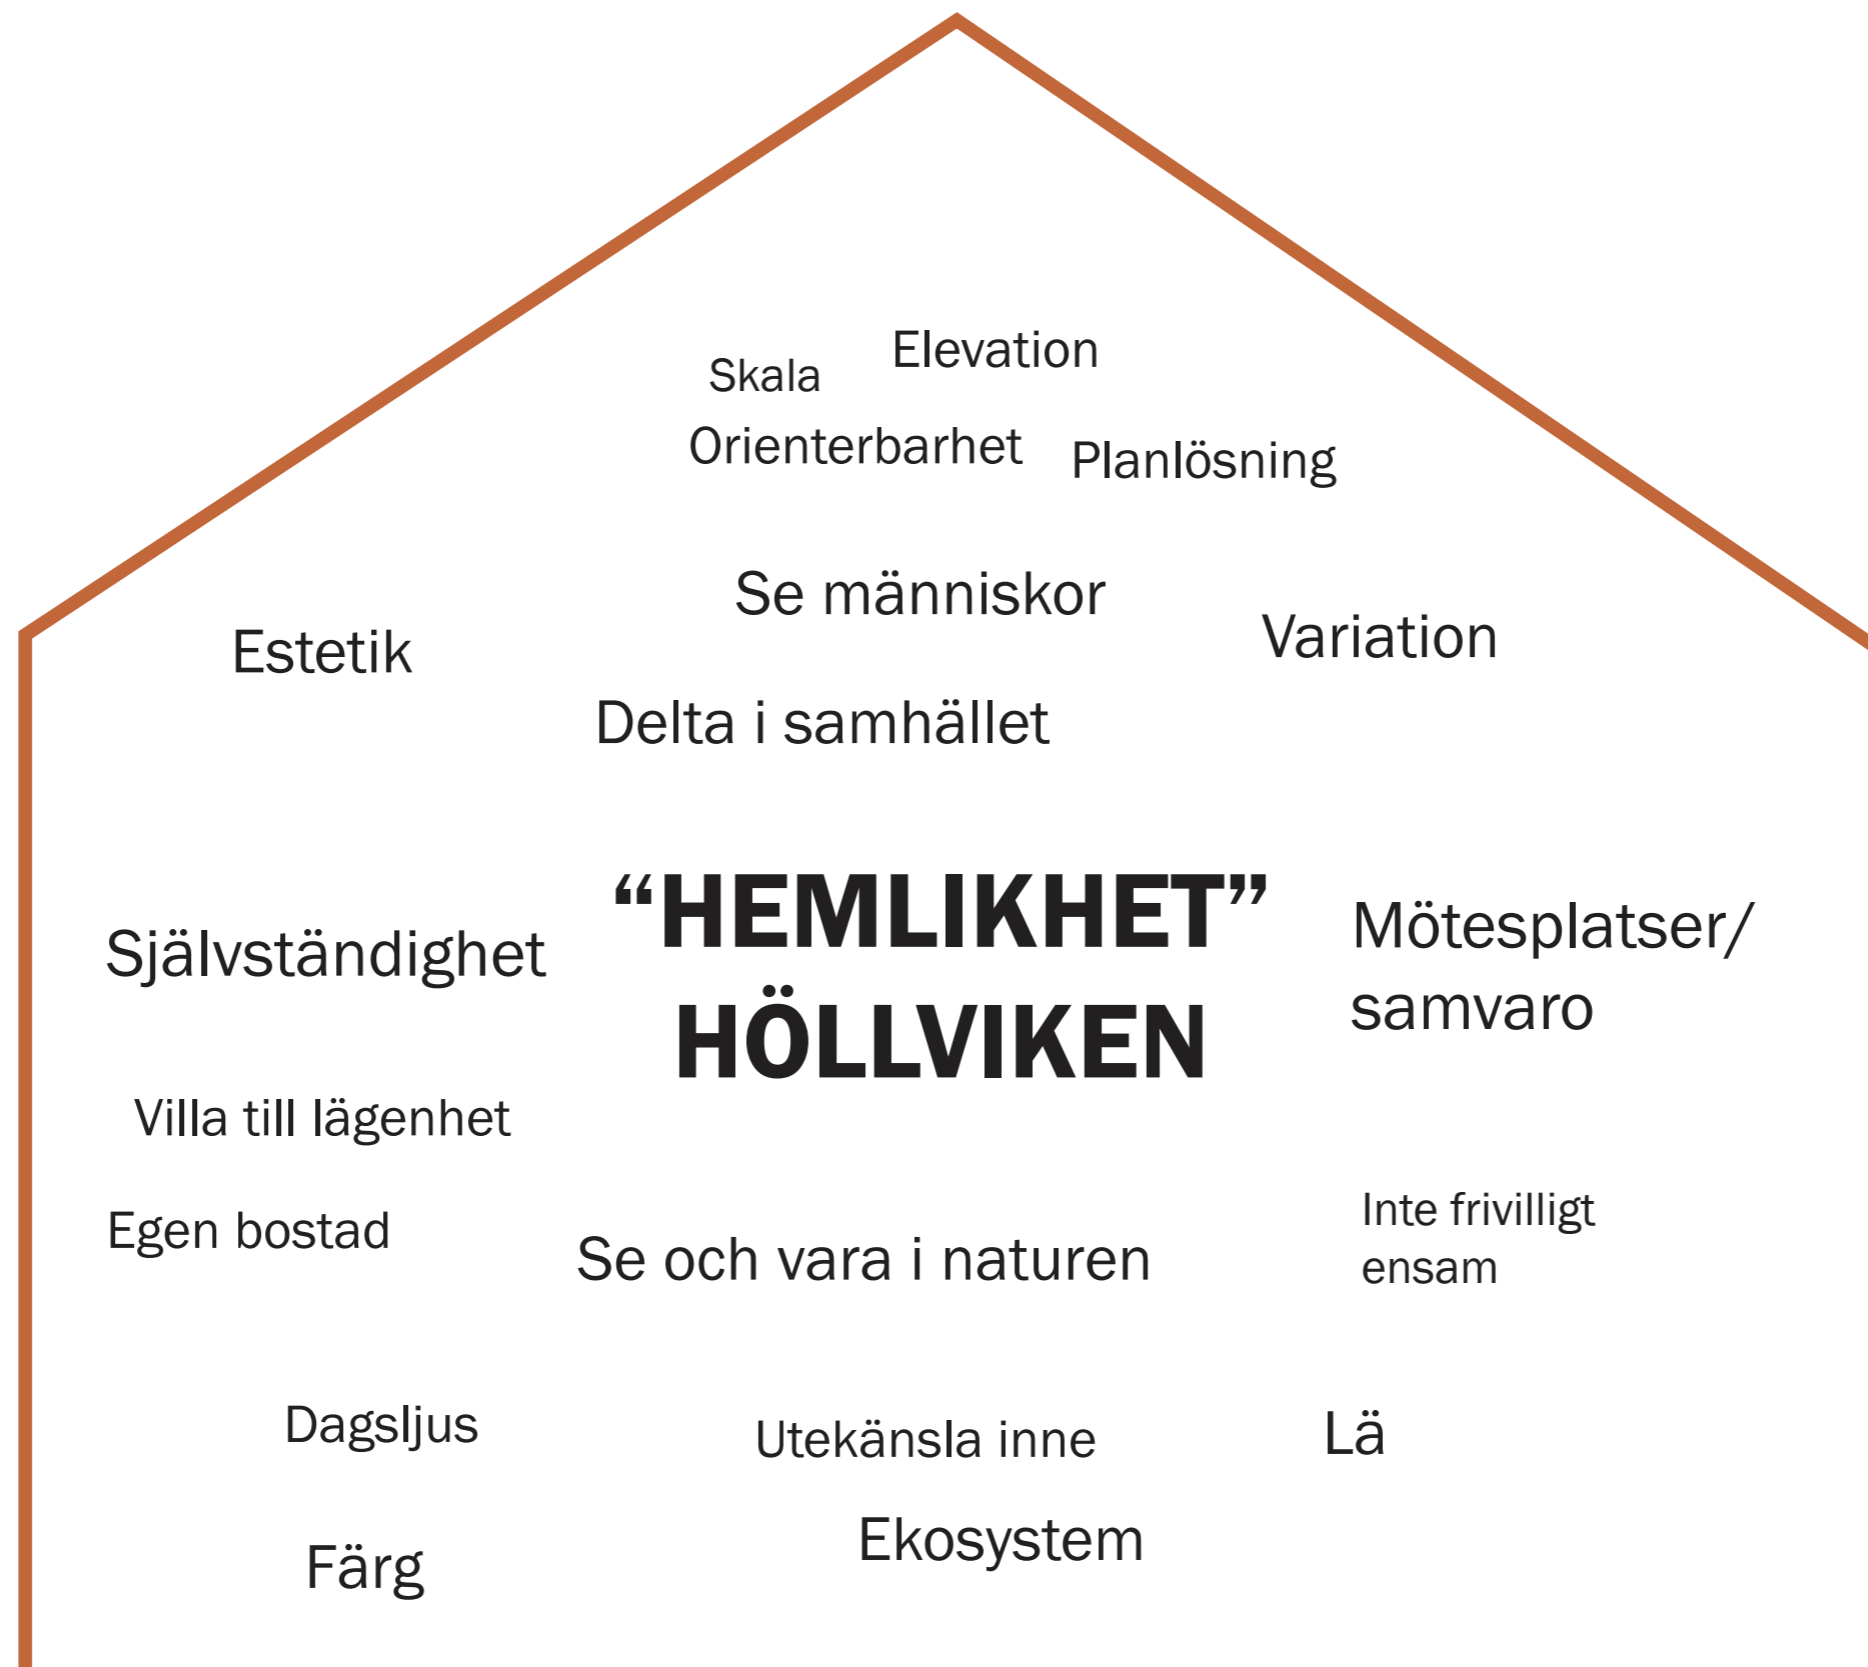 Elevation
Skala
Orienterbarhet
Planlösning
Se människor
Variation
Estetik
Delta i samhället
“HEMLIKHET”
HÖLLVIKEN
Självständighet
Mötesplatser/
samvaro
Villa till lägenhet
Egen bostad
Inte frivilligt
ensam
Se och vara i naturen
Dagsljus
Utekänsla inne
Lä
Ekosystem
Färg